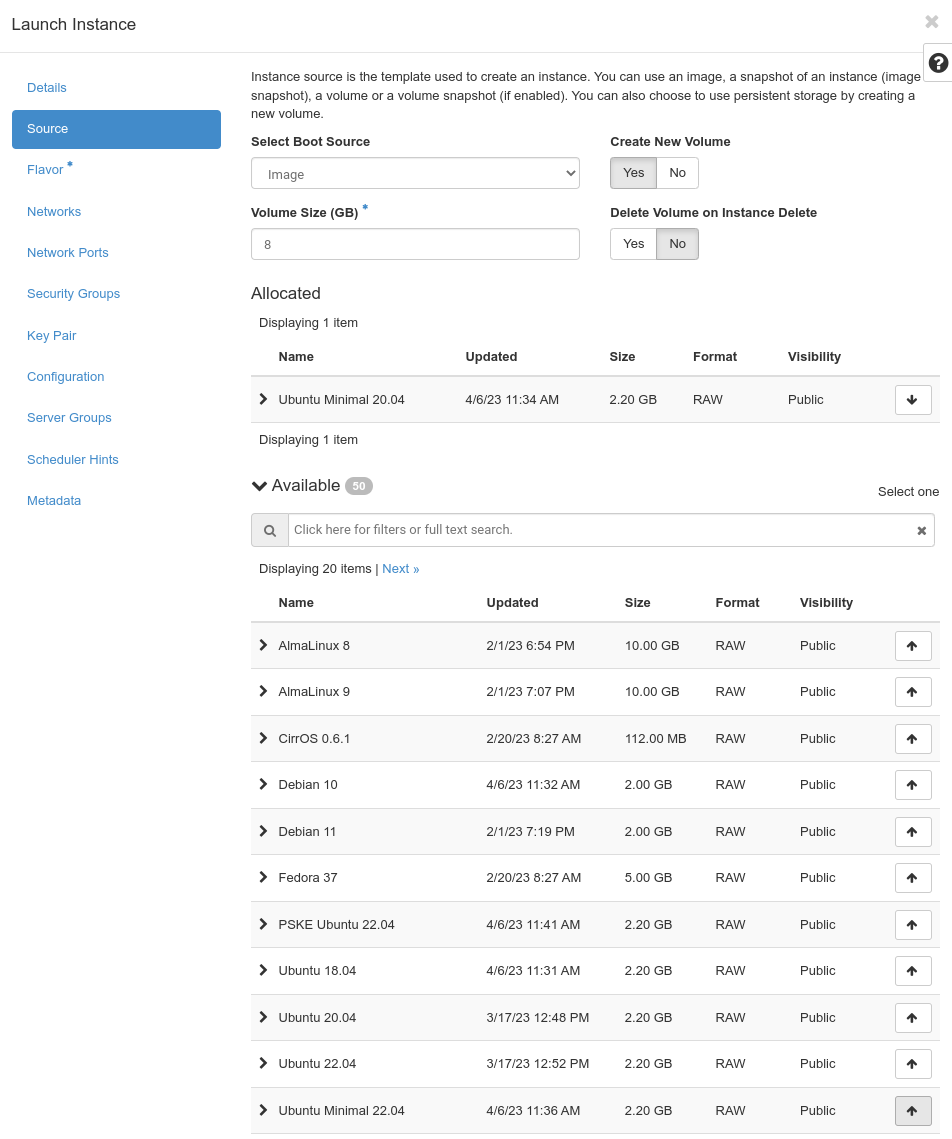 Launch Instance
Details
Source
Flavor *
Networks
Network Ports
Security Groups
Key Pair
Configuration
Server Groups
Scheduler Hints
Metadata
Instance source is the template used to create an instance. You can use an image, a snapshot of an instance (image
snapshot), a volume or a volume snapshot (if enabled). You can also choose to use persistent storage by creating a
new volume.
Select Boot Source Create New Volume
Image Yes No
Volume Size (GB) * Delete Volume on Instance Delete
8 Yes No
Allocated
Displaying 1 item
Name Updated Size Format Visibility
Ubuntu Minimal 20.04 4/6/23 11:34 AM 2.20 GB RAW Public
Displaying 1 item
Available 50 Select one
Click here for filters or full text search.
Displaying 20 items | Next »
Name Updated Size Format Visibility
AlmaLinux 8 2/1/23 6:54 PM 10.00 GB RAW Public
AlmaLinux 9 2/1/23 7:07 PM 10.00 GB RAW Public
CirrOS 0.6.1 2/20/23 8:27 AM 112.00 MB RAW Public
Debian 10 4/6/23 11:32 AM 2.00 GB RAW Public
Debian 11 2/1/23 7:19 PM 2.00 GB RAW Public
Fedora 37 2/20/23 8:27 AM 5.00 GB RAW Public
PSKE Ubuntu 22.04 4/6/23 11:41 AM 2.20 GB RAW Public
Ubuntu 18.04 4/6/23 11:31 AM 2.20 GB RAW Public
Ubuntu 20.04 3/17/23 12:48 PM 2.20 GB RAW Public
Ubuntu 22.04 3/17/23 12:52 PM 2.20 GB RAW Public
Ubuntu Minimal 22.04 4/6/23 11:36 AM 2.20 GB RAW Public